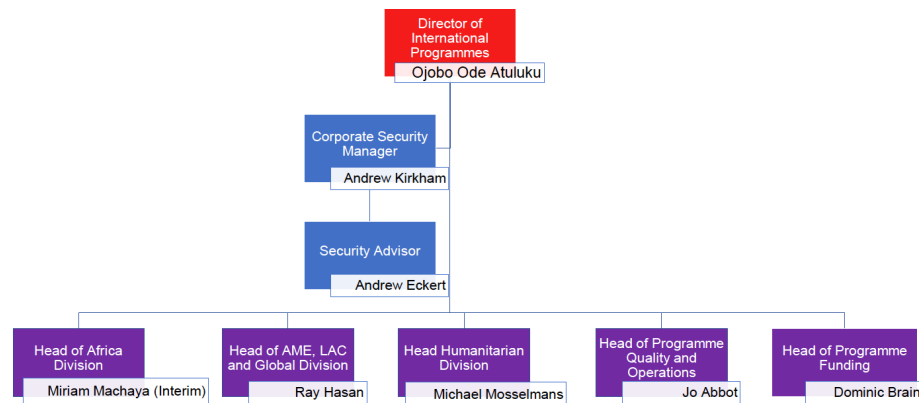 Director of
International
Programmes
Ojobo Ode Atuluku
Corporate Security
Manager
Andrew Kirkham
Security Advisor
Andrew Eckert
Head of Africa
Division
Miriam Machaya (Interim)
Head of AME, LAC
and Global Division
Ray Hasan
Head Humanitarian
Division
Michael Mosselmans
Head of Programme
Quality and
Operations
Jo Abbot
Head of Programme
Funding
Dominic Brain